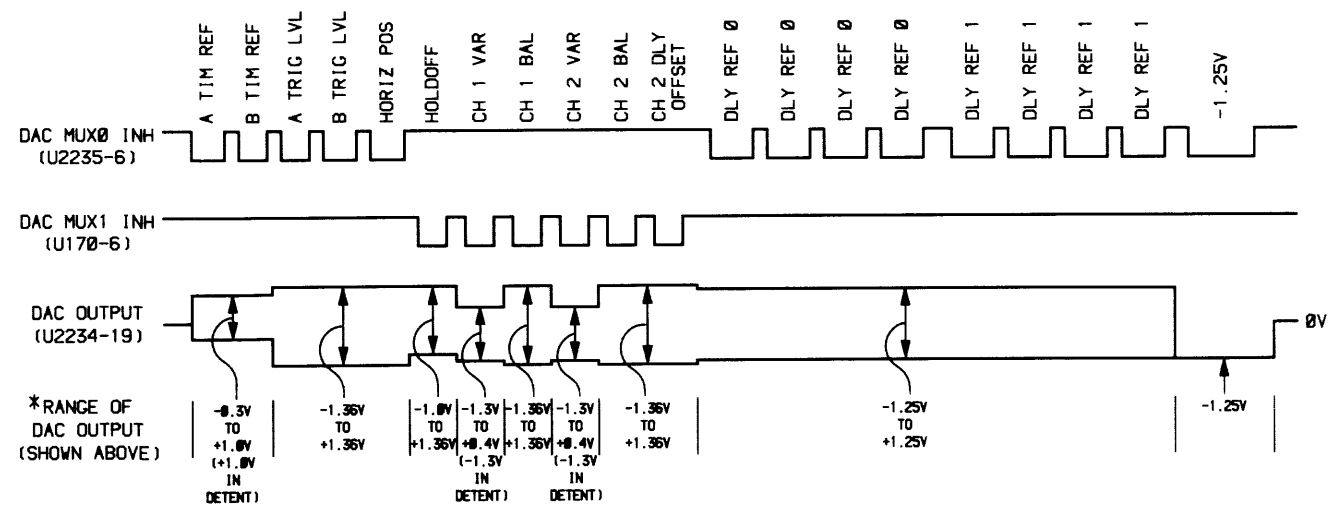 A TIM REF
B TIM REF
A TRIG LVL
B TRIG LVL
HORIZ POS
HOLDOFF
CH 1 VAR
CH 1 BAL
CH 2 VAR
CH 2 BAL
CH 2 DLY
OFFSET
DLY REF 0
DLY REF 0
DLY REF 0
DLY REF 0
DLY REF 1
DLY REF 1
DLY REF 1
DLY REF 1
-1.25V
DAC MUX0 INH
(U2235-6)
DAC MUX1 INH
(U170-6)
DAC OUTPUT
(U2234-19)
0V
*RANGE OF
DAC OUTPUT
(SHOWN ABOVE)
-0.3V
TO
+1.0V
(+1.0V
IN
DETENT)
-1.36V
TO
+1.36V
-1.0V
TO
+1.36V
-1.3V
TO
+0.4V
(-1.3V
IN
DETENT)
-1.36V
TO
+1.36V
-1.3V
TO
+0.4V
(-1.3V
IN
DETENT)
-1.36V
TO
+1.36V
-1.25V
TO
+1.25V
-1.25V